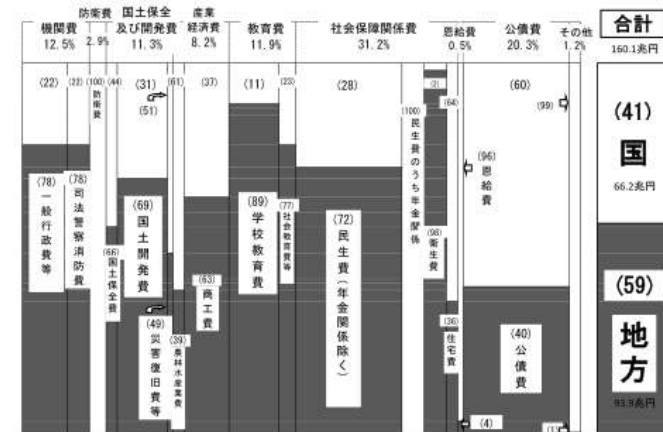 機関費
12.5%
防衛費
2.9%
国土保全
及び開発費
11.3%
産業
経済費
8.2%
教育費
11.9%
社会保障関係費
31.2%
恩給費
0.5%
公債費
20.3%
その他
1.2%
合計
160.1兆円
(22)
(22)
(100)
防衛費
(44)
(31)
(51)
(61)
(37)
(11)
(23)
(28)
(100)
民生費のうち年金関係
(2)
(64)
(96)
恩給費
(60)
(99)
(41)
国
66.2兆円
(78)
一般行政費等
(78)
司法警察消防費
(66)
国土保全費
(69)
国土開発費
(49)
災害復旧費等
(39)
農林水産業費
(63)
商工費
(89)
学校教育費
(77)
社会教育費等
(72)
民生費(年金関係除く)
(98)
衛生費
(36)
住宅費
(4)
(40)
公債費
(1)
(59)
地方
93.9兆円